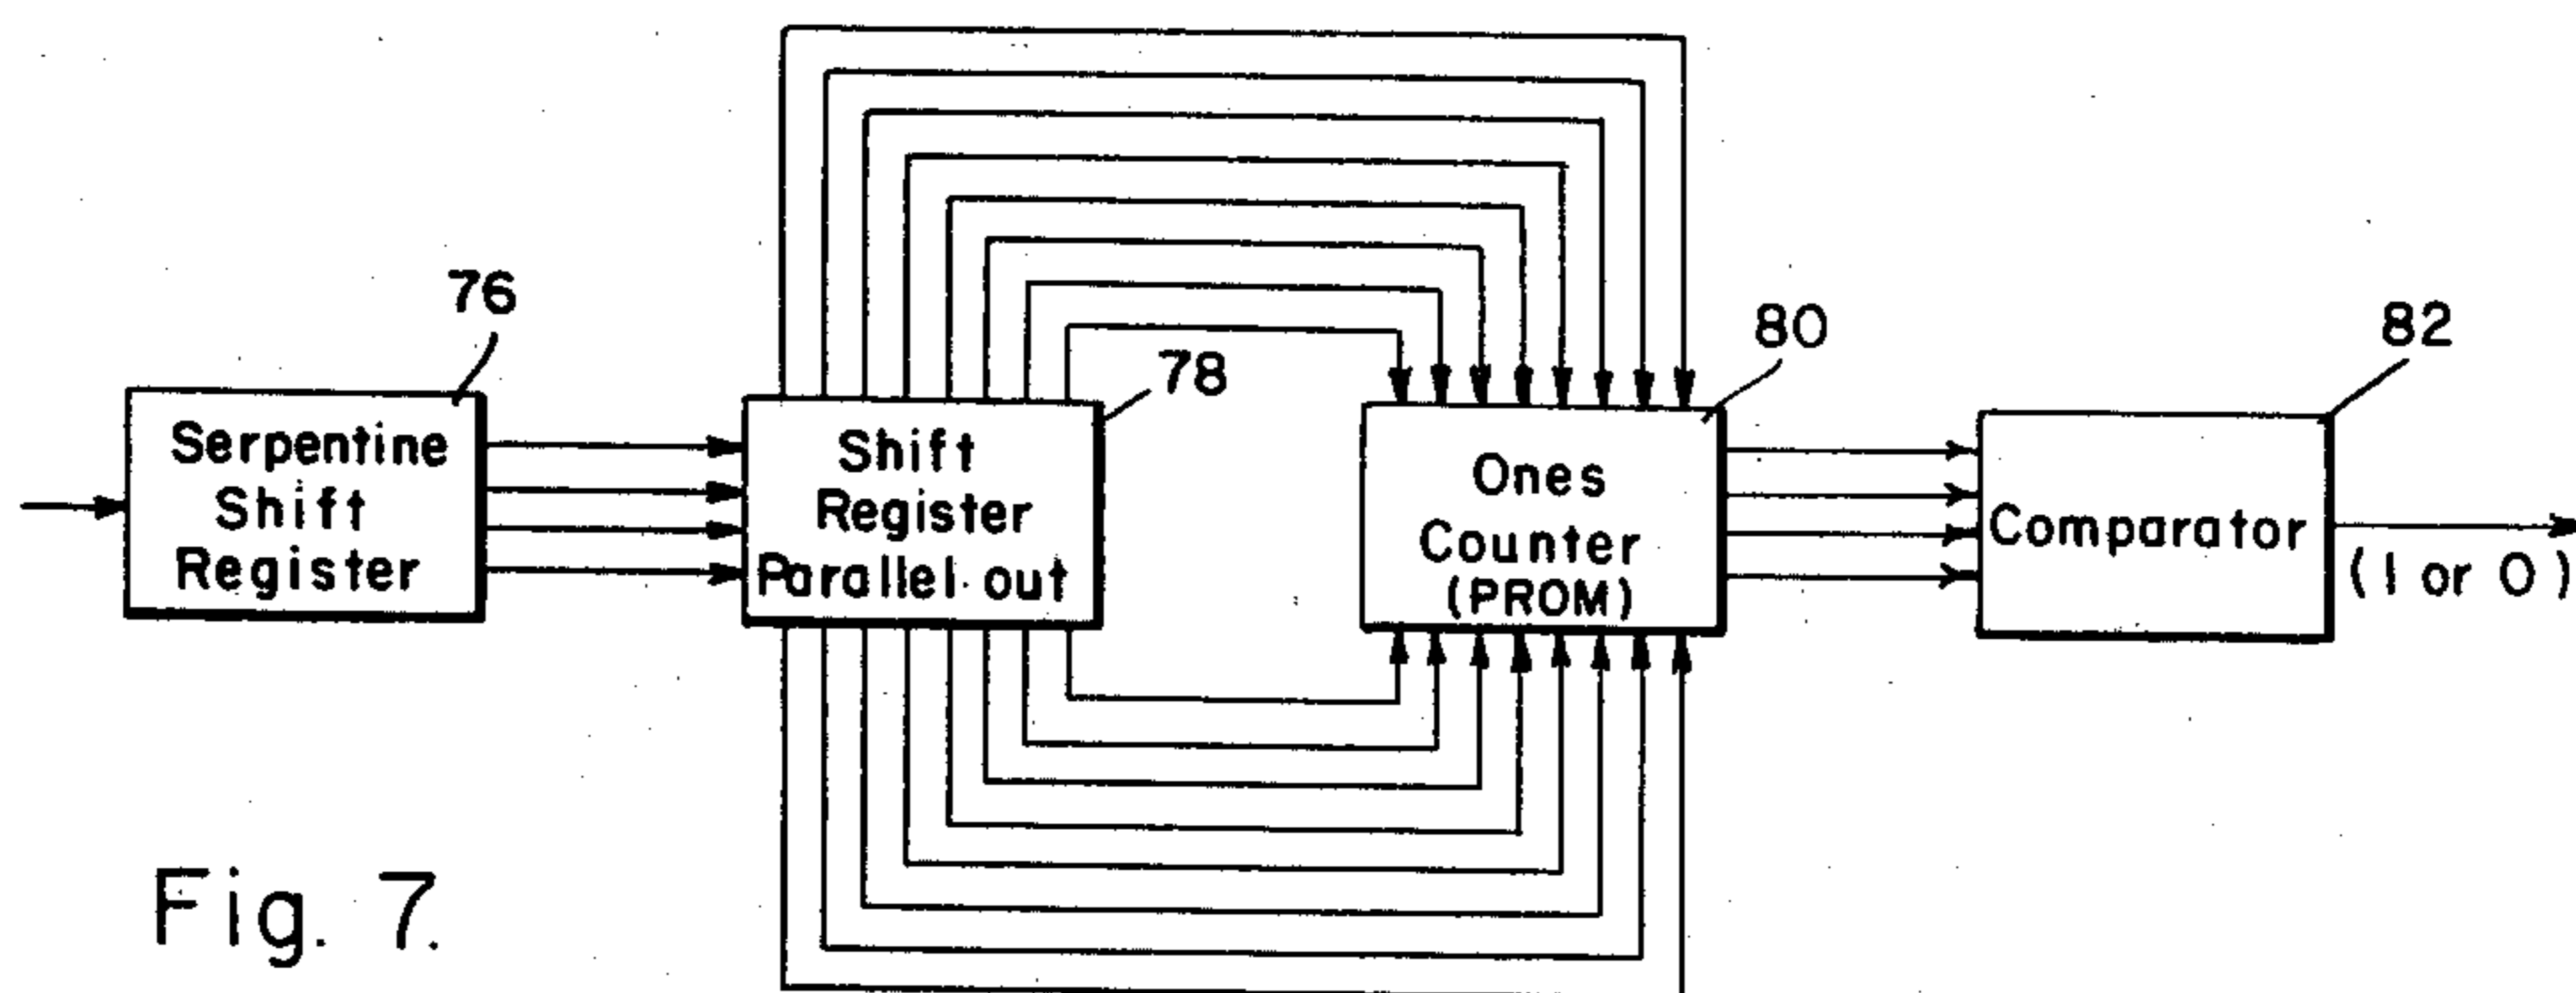 76
Serpentine
Shift
Register
78
Shift
Register
Parallel out
80
Ones
Counter
(PROM)
82
Comparator
(1 or 0)
Fig. 7.